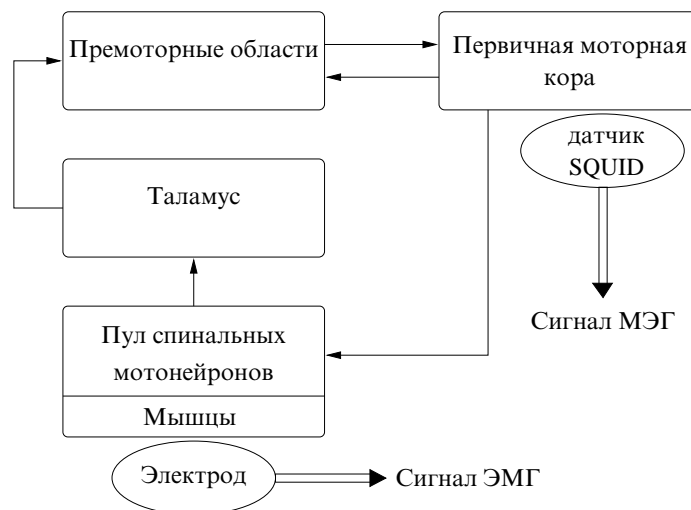 Премоторные области
Первичная моторная
кора
датчик
SQUID
Таламус
Сигнал МЭГ
Пул спинальных
мотонейронов
Мышцы
Электрод
Сигнал ЭМГ